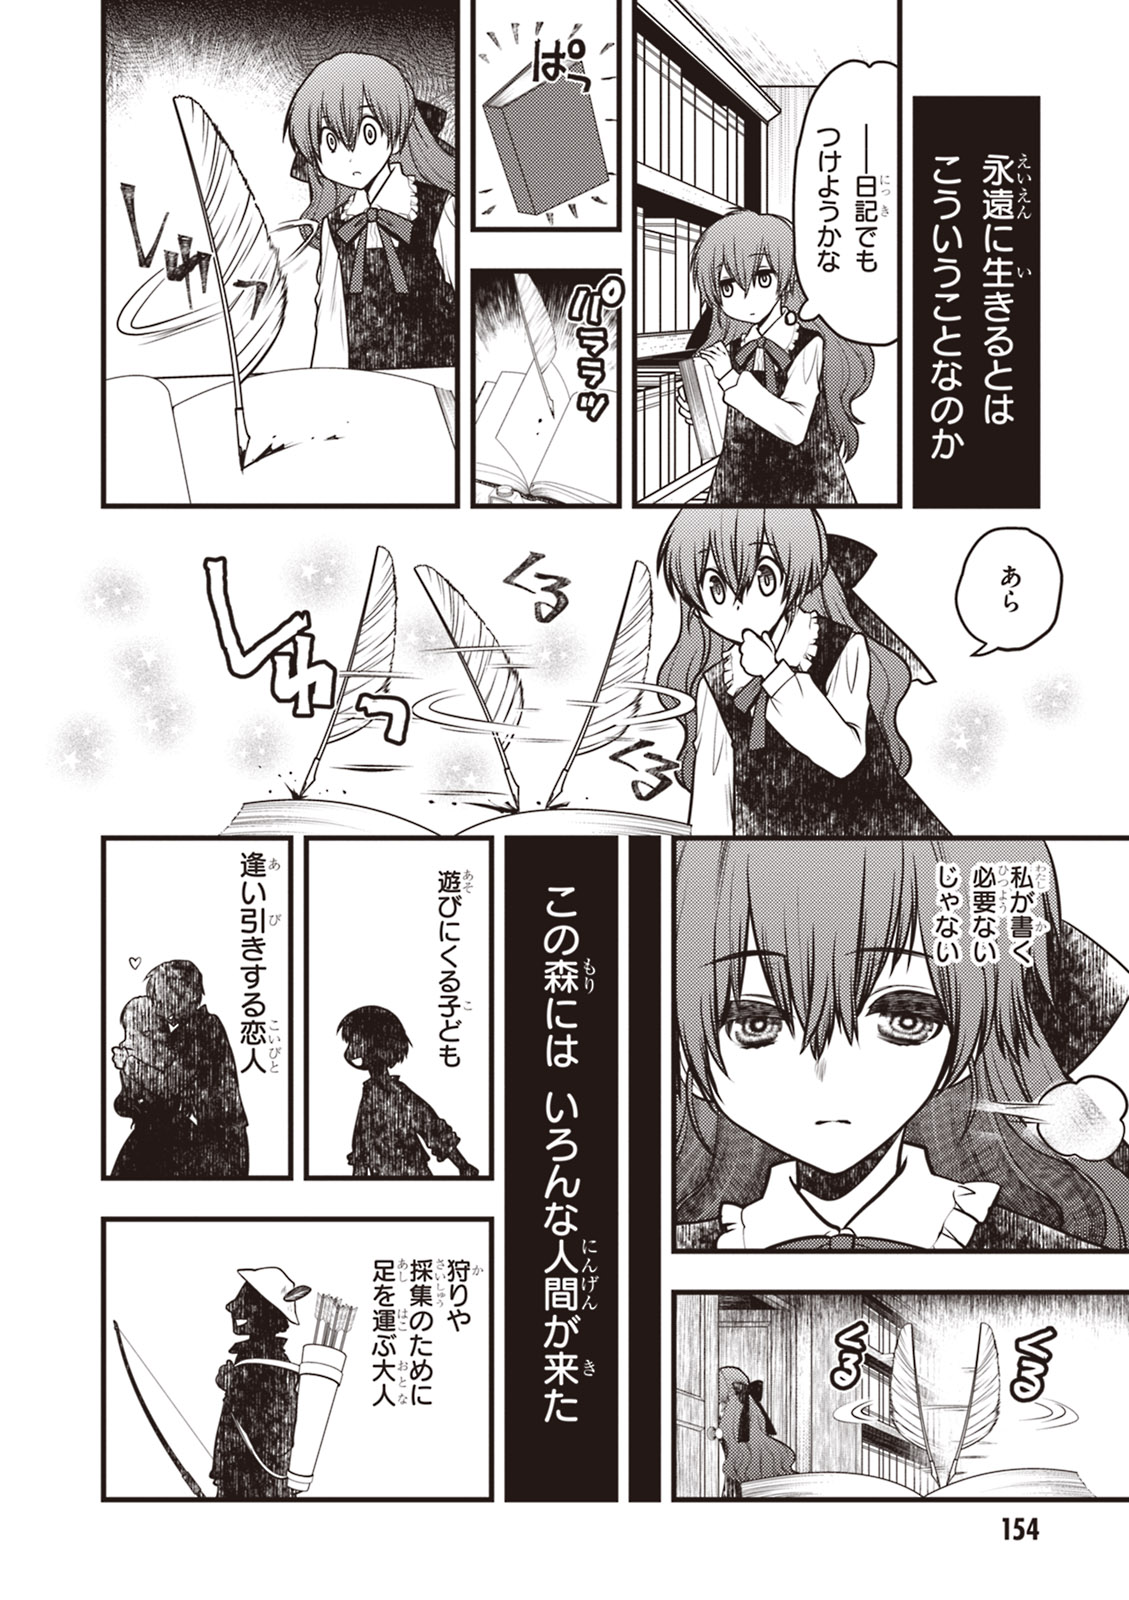 永遠に生きるとは
こういうことなのか
――日記でも
つけようかな
ぱっ
パラララッ
しゅっ
あら
くる
くる
しゅっ
私が書く
必要ない
じゃない
くる
くる
この森には いろんな人間が来た
遊びにくる子ども
逢い引きする恋人
狩りや
採集のために
足を運ぶ大人
154